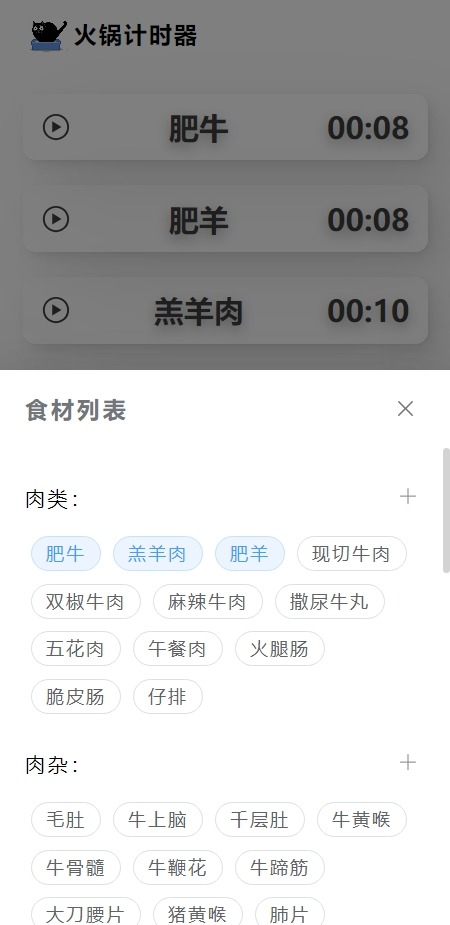 火锅计时器
肥牛 00:08
肥羊 00:08
羔羊肉 00:10
食材列表
肉类：
肥牛 羔羊肉 肥羊 现切牛肉
双椒牛肉 麻辣牛肉 撒尿牛丸
五花肉 午餐肉 火腿肠
脆皮肠 仔排
肉杂：
毛肚 牛上脑 千层肚 牛黄喉
牛骨髓 牛鞭花 牛蹄筋
大刀腰片 猪黄喉 肺片